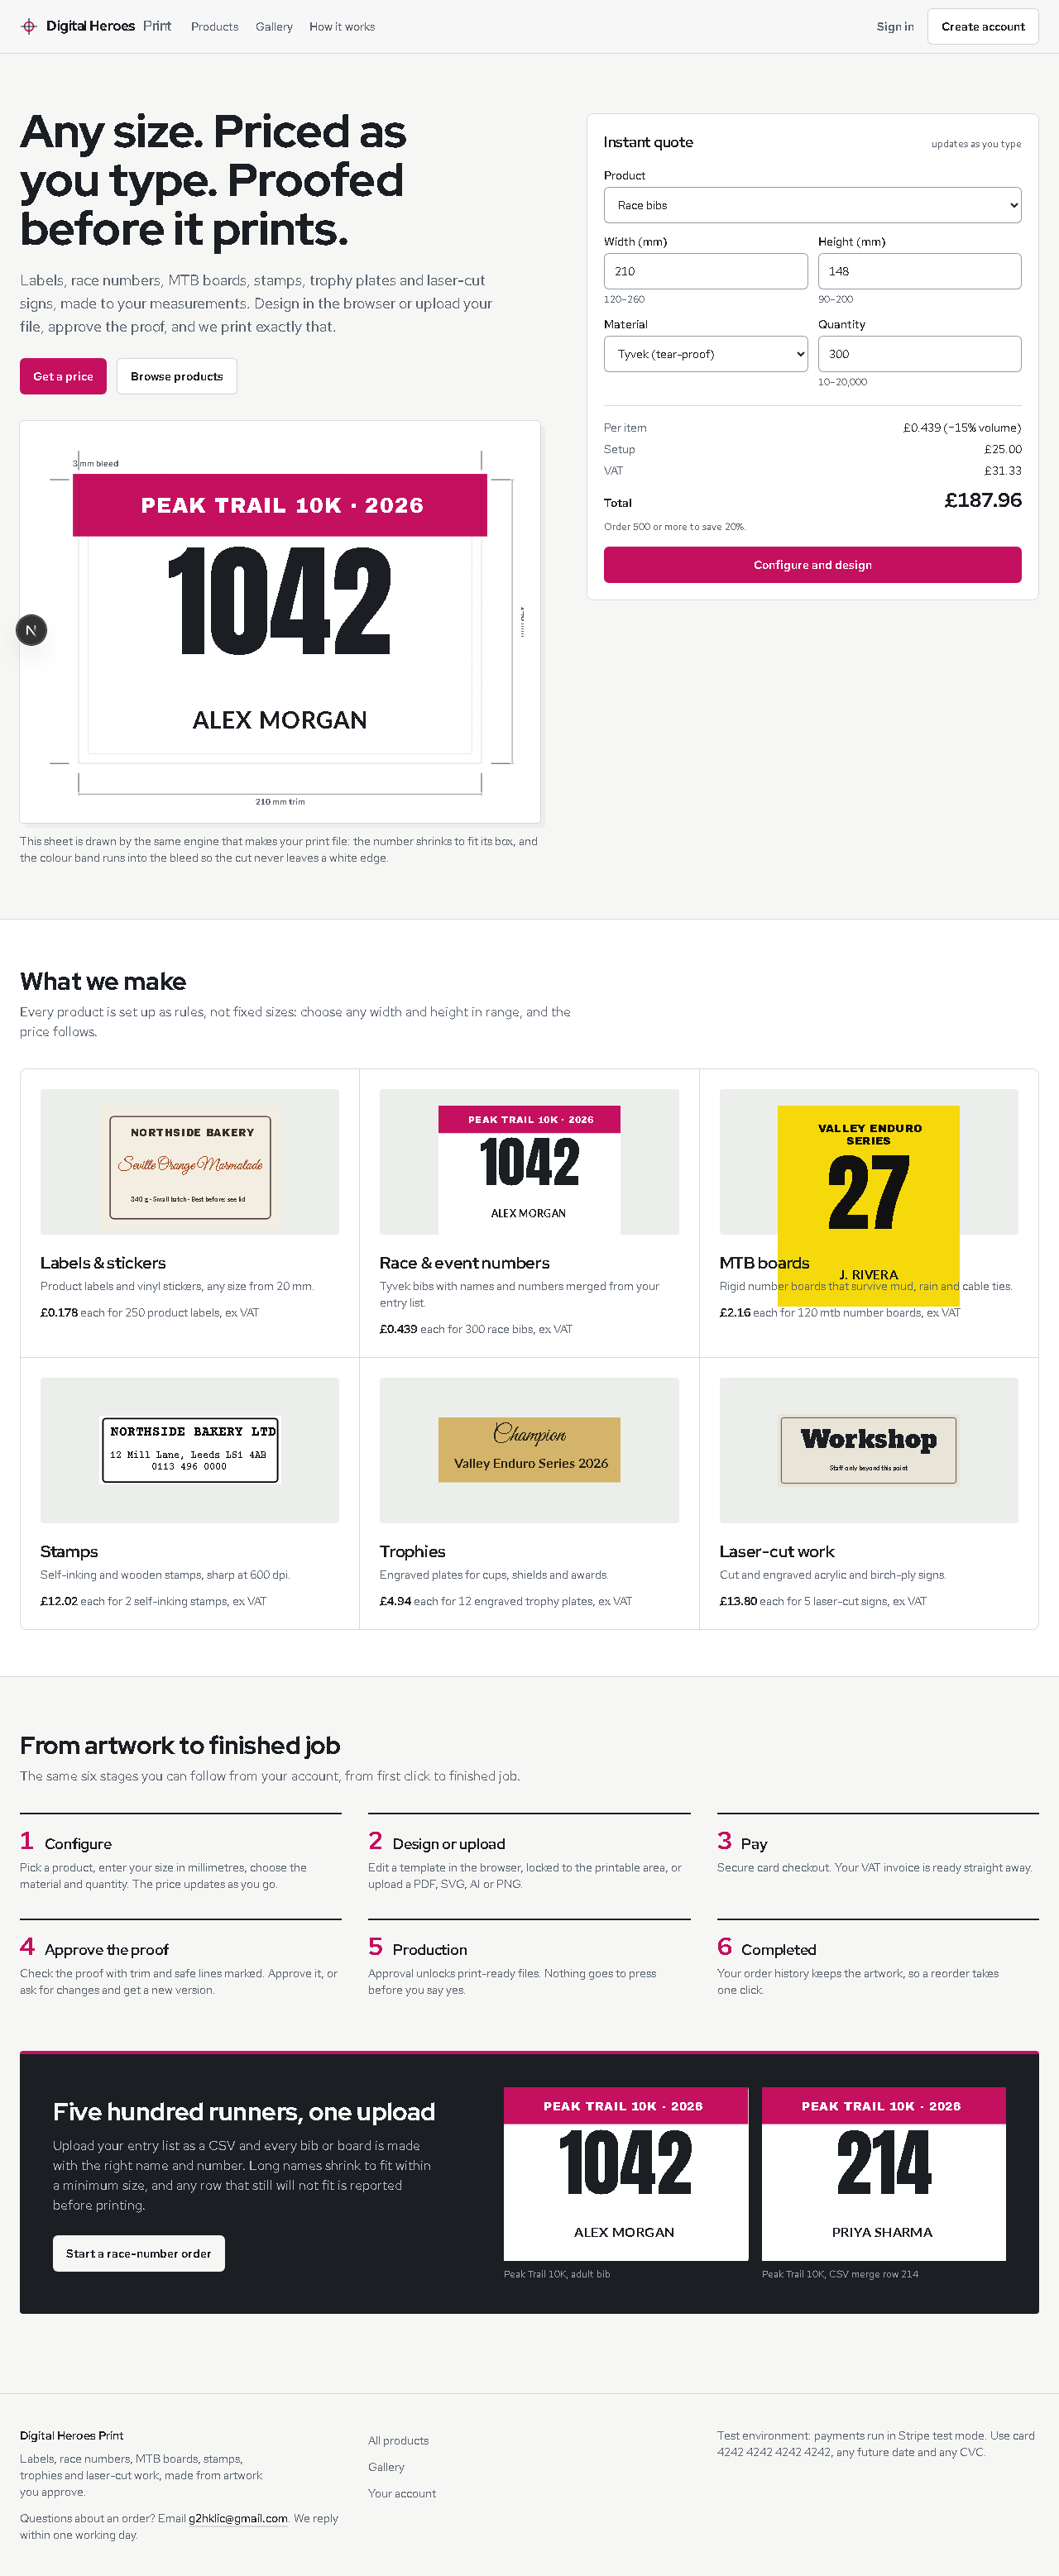 Digital Heroes Print
Products
Gallery
How it works
Sign in
Create account
Any size. Priced as
you type. Proofed
before it prints.
Labels, race numbers, MTB boards, stamps, trophy plates and laser-cut
signs, made to your measurements. Design in the browser or upload your
file, approve the proof, and we print exactly that.
Get a price
Browse products
3 mm bleed
PEAK TRAIL 10K · 2026
1042
ALEX MORGAN
210 mm trim
N
This sheet is drawn by the same engine that makes your print file: the number shrinks to fit its box, and
the colour band runs into the bleed so the cut never leaves a white edge.
Instant quote
updates as you type
Product
Race bibs
Width (mm)
Height (mm)
210
148
120–260
90–200
Material
Quantity
Tyvek (tear-proof)
300
10–20,000
Per item
£0.439 (−15% volume)
Setup
£25.00
VAT
£31.33
Total
£187.96
Order 500 or more to save 20%.
Configure and design
What we make
Every product is set up as rules, not fixed sizes: choose any width and height in range, and the
price follows.
NORTHSIDE BAKERY
Seville Orange Marmalade
340 g · Small batch · Best before: see lid
Labels & stickers
Product labels and vinyl stickers, any size from 20 mm.
£0.178 each for 250 product labels, ex VAT
PEAK TRAIL 10K · 2026
1042
ALEX MORGAN
Race & event numbers
Tyvek bibs with names and numbers merged from your
entry list.
£0.439 each for 300 race bibs, ex VAT
VALLEY ENDURO
SERIES
27
J. RIVERA
MTB boards
Rigid number boards that survive mud, rain and cable ties.
£2.16 each for 120 mtb number boards, ex VAT
NORTHSIDE BAKERY LTD
12 Mill Lane, Leeds LS1 4AB
0113 496 0000
Stamps
Self-inking and wooden stamps, sharp at 600 dpi.
£12.02 each for 2 self-inking stamps, ex VAT
Champion
Valley Enduro Series 2026
Trophies
Engraved plates for cups, shields and awards.
£4.94 each for 12 engraved trophy plates, ex VAT
Workshop
Staff only beyond this point
Laser-cut work
Cut and engraved acrylic and birch-ply signs.
£13.80 each for 5 laser-cut signs, ex VAT
From artwork to finished job
The same six stages you can follow from your account, from first click to finished job.
1 Configure
Pick a product, enter your size in millimetres, choose the
material and quantity. The price updates as you go.
2 Design or upload
Edit a template in the browser, locked to the printable area, or
upload a PDF, SVG, AI or PNG.
3 Pay
Secure card checkout. Your VAT invoice is ready straight away.
4 Approve the proof
Check the proof with trim and safe lines marked. Approve it, or
ask for changes and get a new version.
5 Production
Approval unlocks print-ready files. Nothing goes to press
before you say yes.
6 Completed
Your order history keeps the artwork, so a reorder takes
one click.
Five hundred runners, one upload
Upload your entry list as a CSV and every bib or board is made
with the right name and number. Long names shrink to fit within
a minimum size, and any row that still will not fit is reported
before printing.
Start a race-number order
PEAK TRAIL 10K · 2026
1042
ALEX MORGAN
Peak Trail 10K, adult bib
PEAK TRAIL 10K · 2026
214
PRIYA SHARMA
Peak Trail 10K, CSV merge row 214
Digital Heroes Print
Labels, race numbers, MTB boards, stamps,
trophies and laser-cut work, made from artwork
you approve.
Questions about an order? Email g2hklic@gmail.com. We reply
within one working day.
All products
Gallery
Your account
Test environment: payments run in Stripe test mode. Use card
4242 4242 4242 4242, any future date and any CVC.